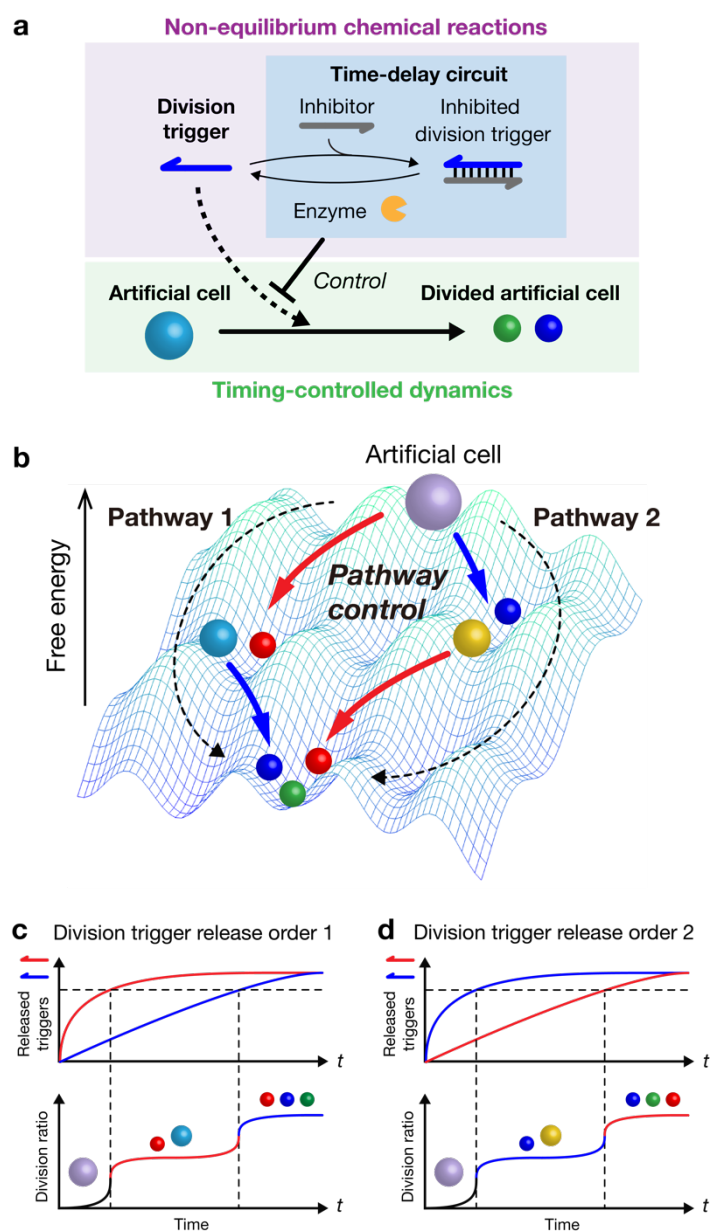 a
Non-equilibrium chemical reactions
Time-delay circuit
Division
trigger
Inhibitor
Inhibited
division trigger
Enzyme
Control
Artificial cell
Divided artificial cell
Timing-controlled dynamics
b
Artificial cell
Pathway 1
Pathway 2
Pathway
control
Free energy
c
Division trigger release order 1
Released
triggers
t
Division ratio
t
Time
d
Division trigger release order 2
Released
triggers
t
Division ratio
t
Time